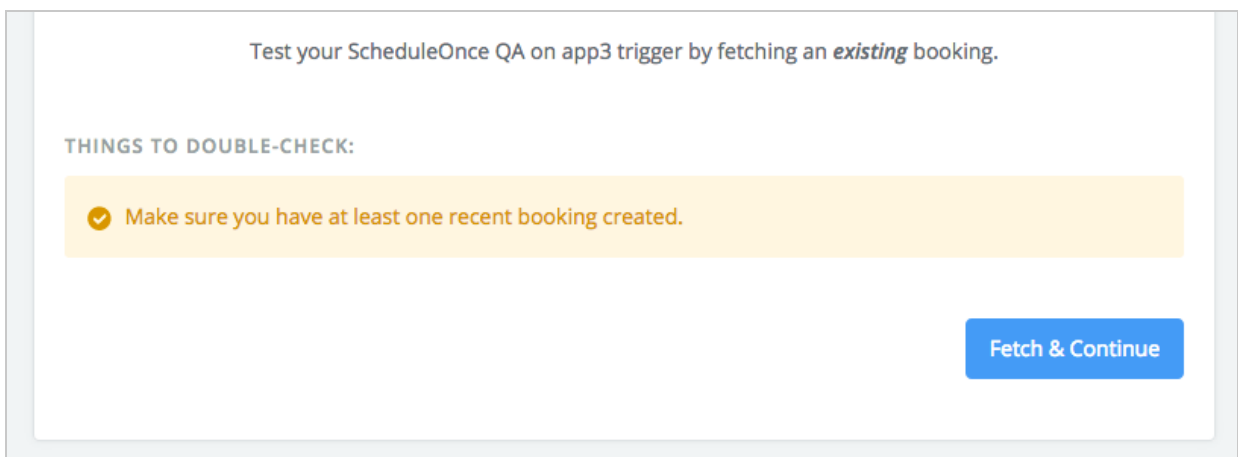 Test your ScheduleOnce QA on app3 trigger by fetching an existing booking.
THINGS TO DOUBLE-CHECK:
Make sure you have at least one recent booking created.
Fetch & Continue